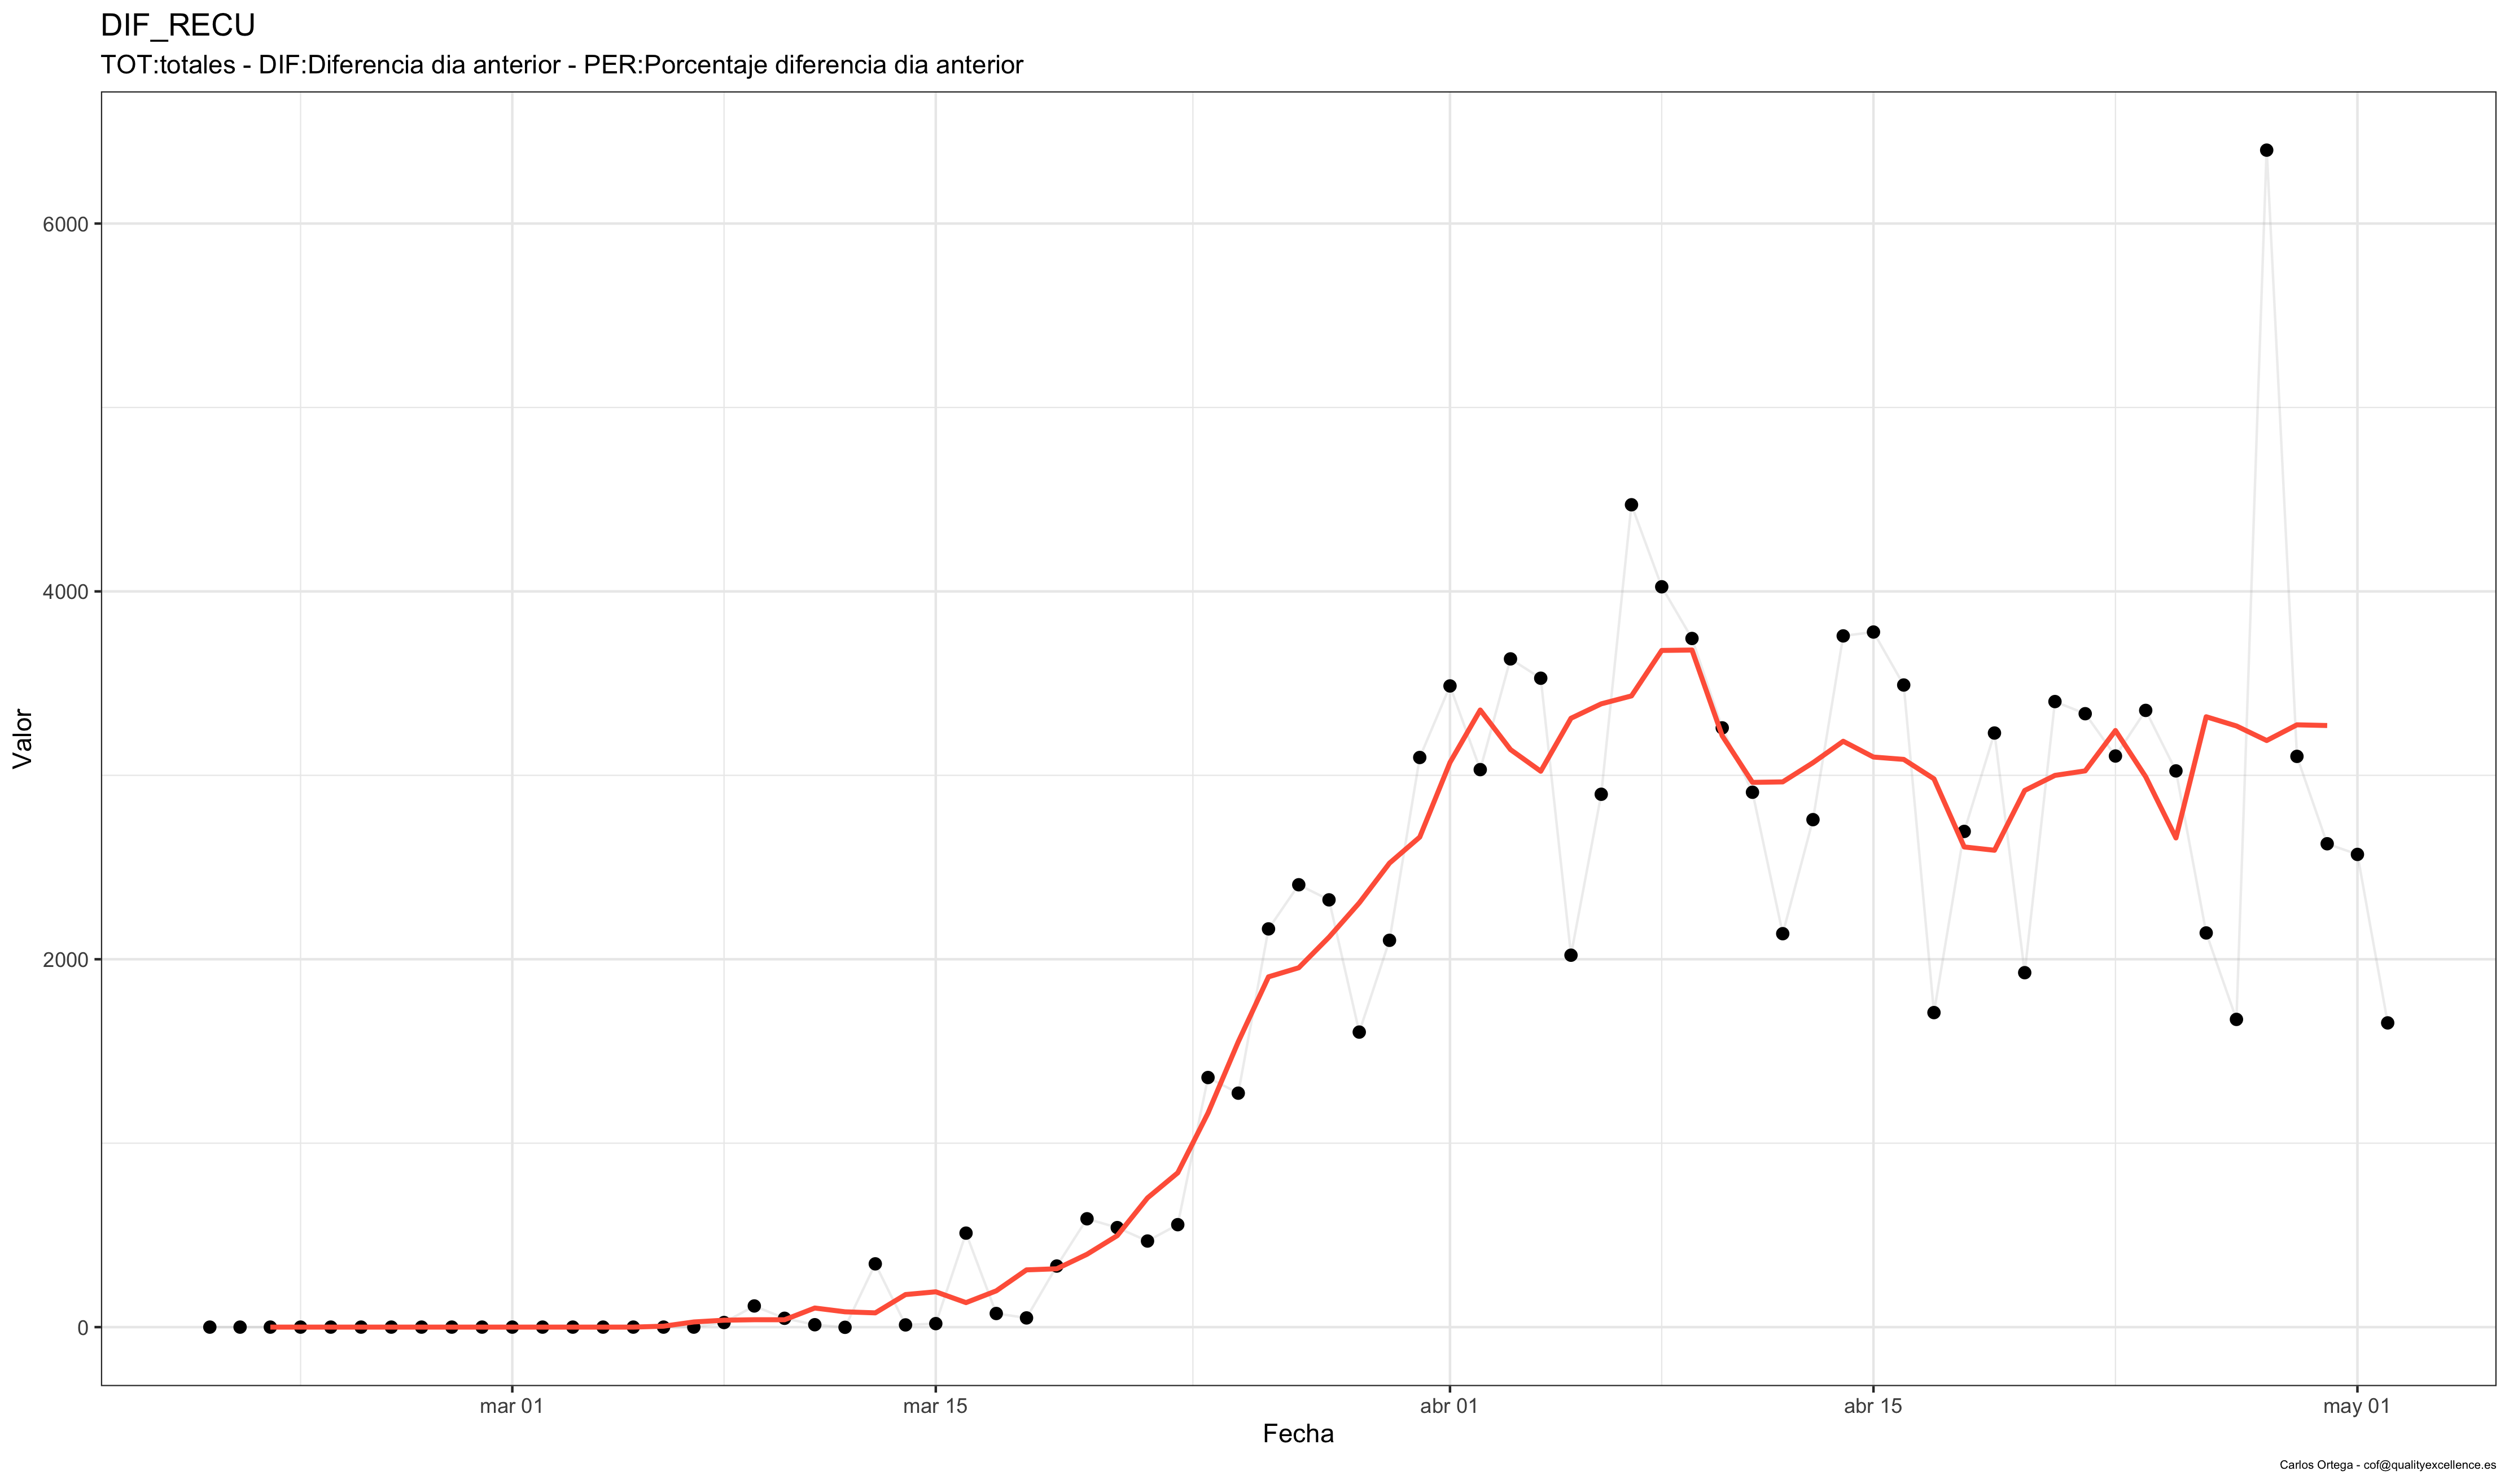 DIF_RECU
TOT:totales - DIF:Diferencia dia anterior - PER:Porcentaje diferencia dia anterior
Valor
6000
4000
2000
0
mar 01
mar 15
abr 01
abr 15
may 01
Fecha
Carlos Ortega - cof@qualityexcellence.es